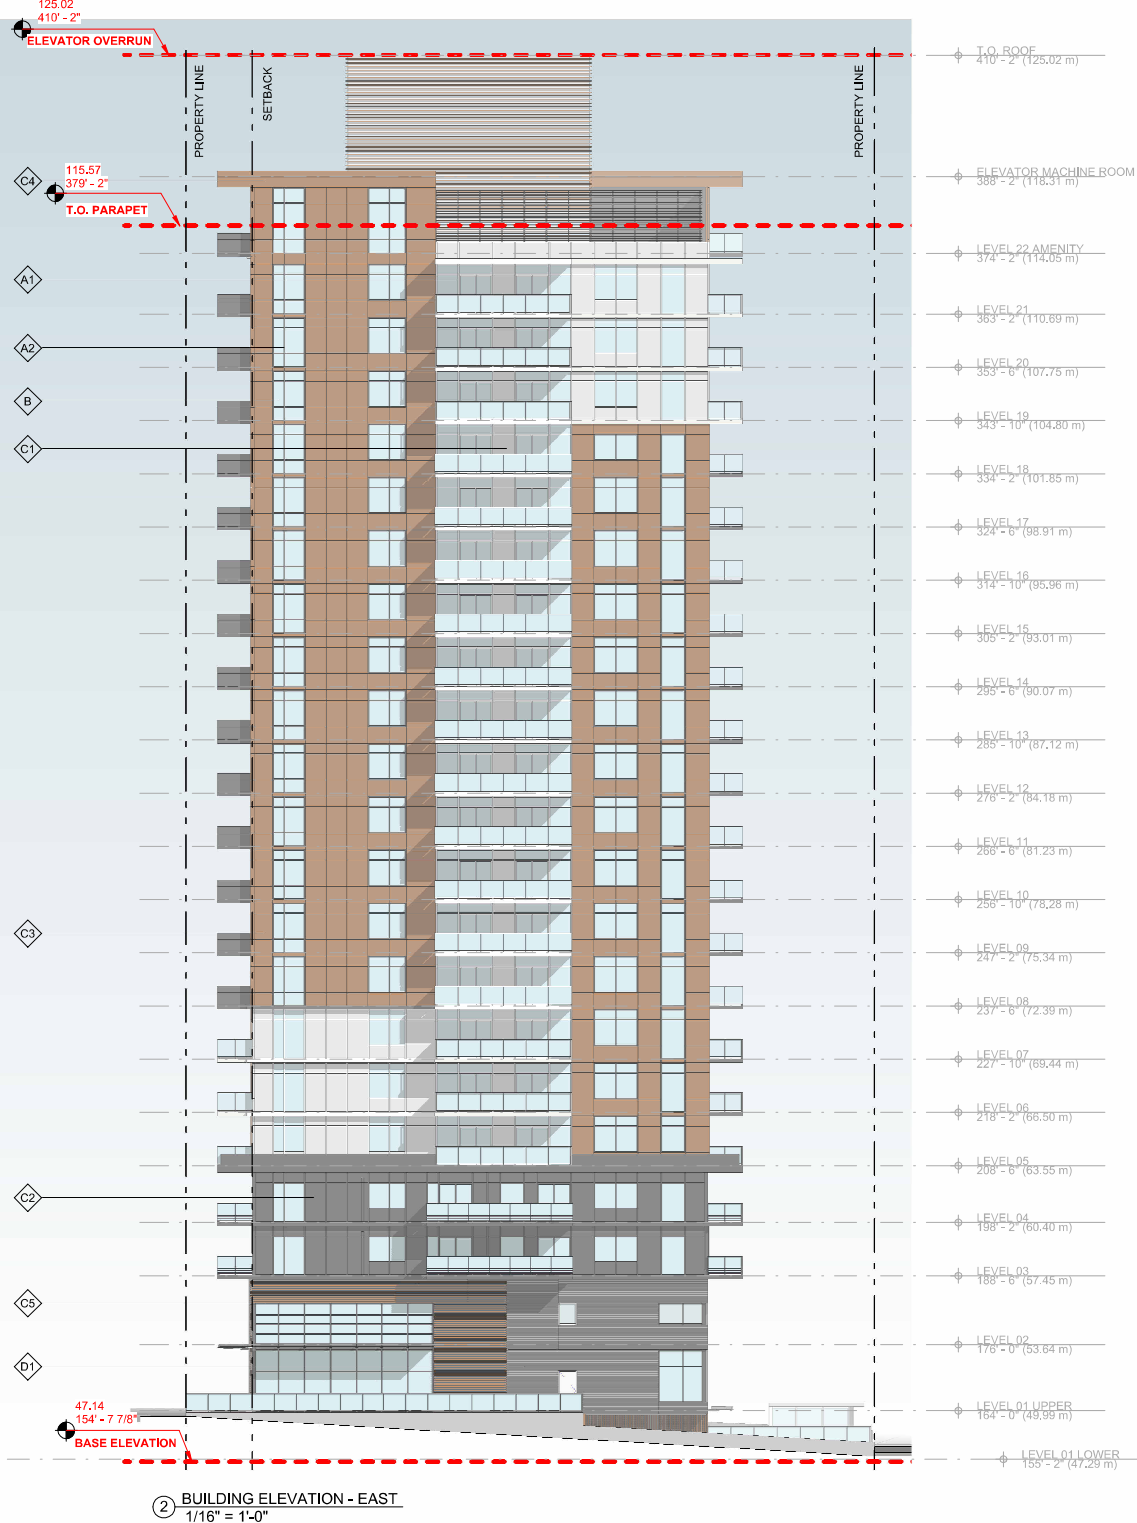 125.02
410' - 2"
ELEVATOR OVERRUN
PROPERTY LINE
SETBACK
PROPERTY LINE
T.O. ROOF
410' - 2" (125.02 m)
C4
115.57
379' - 2"
T.O. PARAPET
ELEVATOR MACHINE ROOM
388' - 2" (118.31 m)
LEVEL 22 AMENITY
374' - 2" (114.05 m)
A1
LEVEL 21
363' - 2" (110.69 m)
A2
LEVEL 20
353' - 6" (107.75 m)
B
LEVEL 19
343' - 10" (104.80 m)
C1
LEVEL 18
334' - 2" (101.85 m)
LEVEL 17
324' - 6" (98.91 m)
LEVEL 16
314' - 10" (95.96 m)
LEVEL 15
305' - 2" (93.01 m)
LEVEL 14
295' - 6" (90.07 m)
LEVEL 13
285' - 10" (87.12 m)
LEVEL 12
276' - 2" (84.18 m)
LEVEL 11
266' - 6" (81.23 m)
LEVEL 10
256' - 10" (78.28 m)
C3
LEVEL 09
247' - 2" (75.34 m)
LEVEL 08
237' - 6" (72.39 m)
LEVEL 07
227' - 10" (69.44 m)
LEVEL 06
218' - 2" (66.50 m)
LEVEL 05
208' - 6" (63.55 m)
C2
LEVEL 04
198' - 2" (60.40 m)
LEVEL 03
188' - 6" (57.45 m)
C5
LEVEL 02
176' - 0" (53.64 m)
D1
47.14
154' - 7 7/8"
BASE ELEVATION
LEVEL 01 UPPER
164' - 0" (49.99 m)
LEVEL 01 LOWER
155' - 2" (47.29 m)
2
BUILDING ELEVATION - EAST
1/16" = 1'-0"